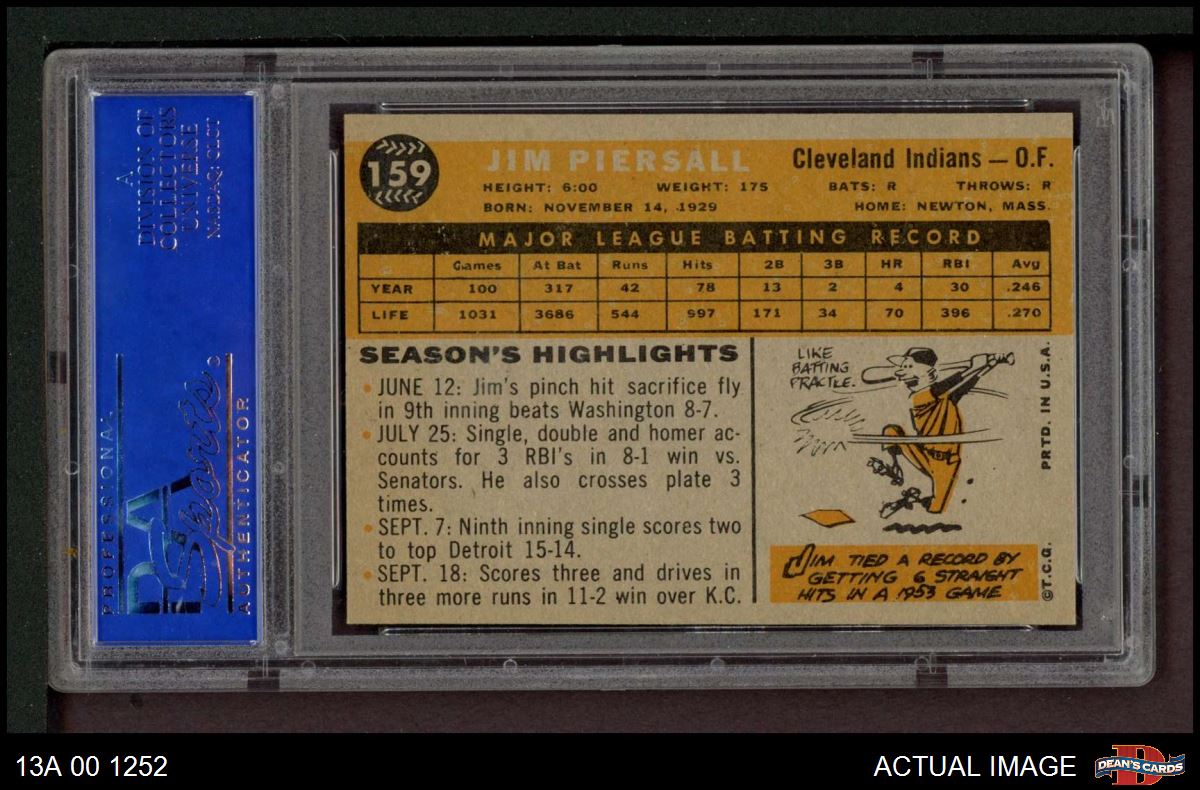 A
DIVISION OF
COLLECTORS
UNIVERSE
NASDAQ: CLCT
PROFESSIONAL
PSA
Sports
AUTHENTICATOR
159
JIM PIERSALL
Cleveland Indians — O.F.
HEIGHT: 6:00 WEIGHT: 175 BATS: R THROWS: R
BORN: NOVEMBER 14, 1929 HOME: NEWTON, MASS.
MAJOR LEAGUE BATTING RECORD
Games At Bat Runs Hits 2B 3B HR RBI Avg
YEAR 100 317 42 78 13 2 4 30 .246
LIFE 1031 3686 544 997 171 34 70 396 .270
SEASON'S HIGHLIGHTS
• JUNE 12: Jim's pinch hit sacrifice fly
in 9th inning beats Washington 8-7.
• JULY 25: Single, double and homer ac-
counts for 3 RBI's in 8-1 win vs.
Senators. He also crosses plate 3
times.
• SEPT. 7: Ninth inning single scores two
to top Detroit 15-14.
• SEPT. 18: Scores three and drives in
three more runs in 11-2 win over K.C.
LIKE
BATTING
PRACTICE.
JIM TIED A RECORD BY
GETTING 6 STRAIGHT
HITS IN A 1953 GAME
PRTD. IN U.S.A.
©T.C.G.
13A 00 1252
ACTUAL IMAGE
D
DEAN'S CARDS